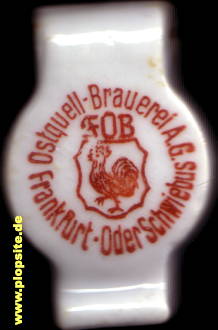 Ostquell-Brauerei A.G.
FOB
Frankfurt-Oder Schwiebus
www.plopsite.de